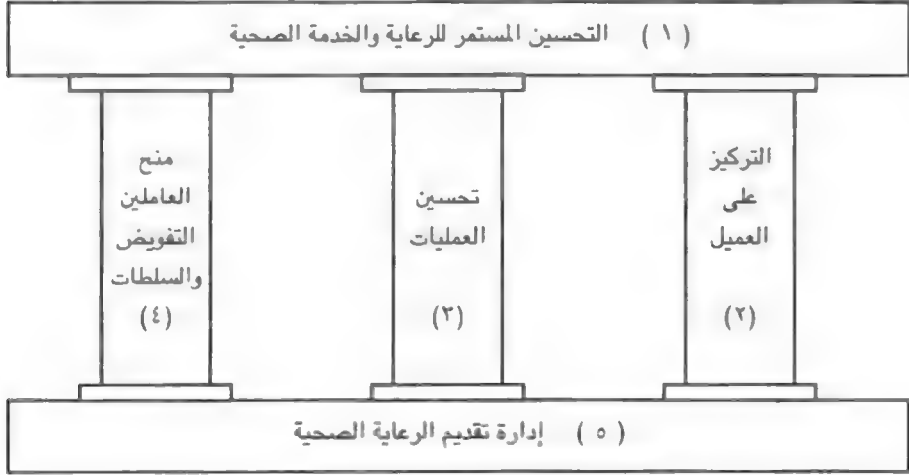 ( ١ ) التحسين المستمر للرعاية والخدمة الصحية
التركيز
على
العميل
(٢)
تحسين
العمليات
(٣)
منح
العاملين
التفويض
والسلطات
(٤)
( ٥ ) إدارة تقديم الرعاية الصحية